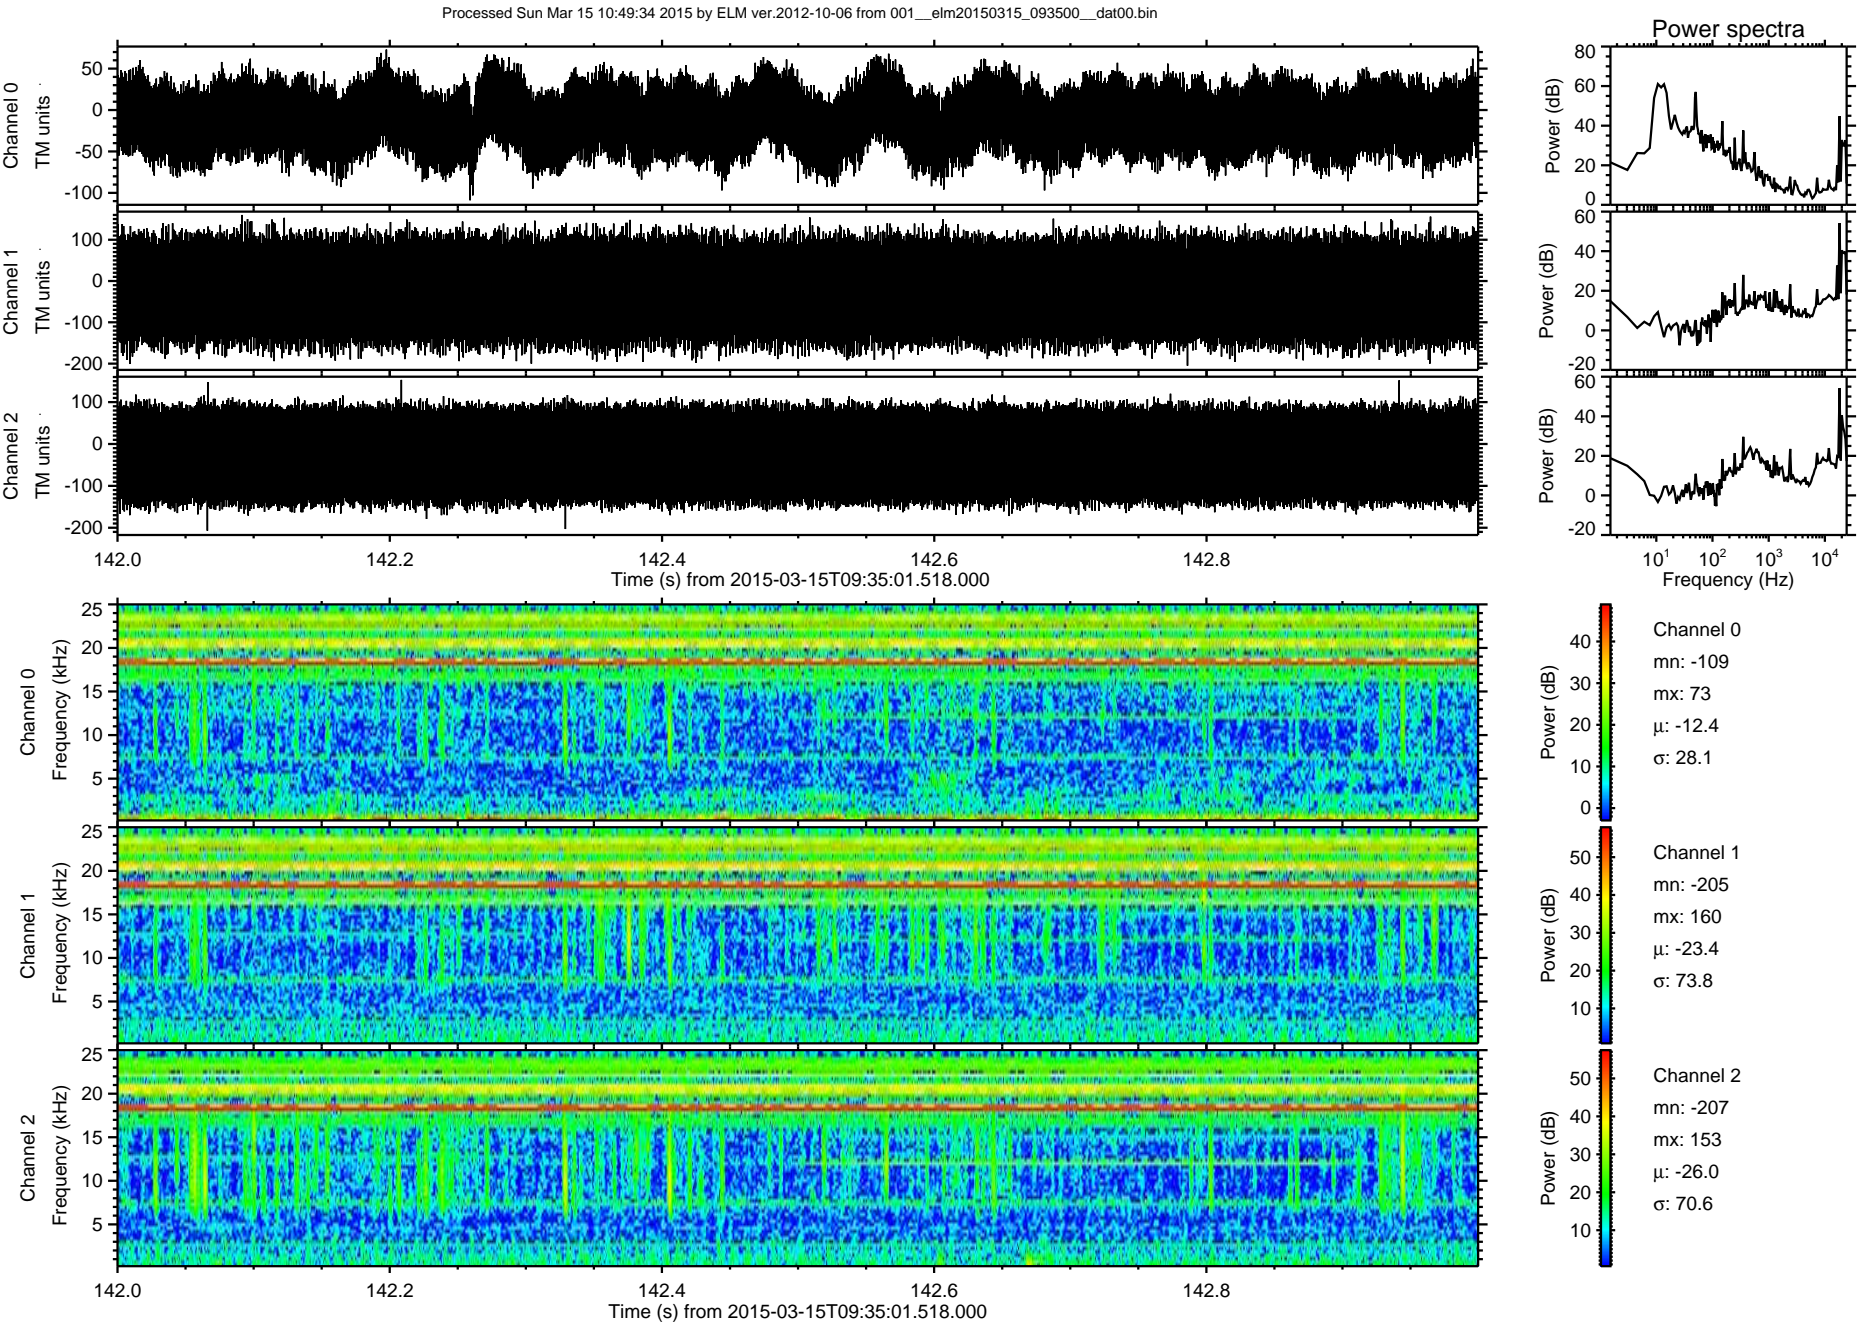 Processed Sun Mar 15 10:49:34 2015 by ELM ver.2012-10-06 from 001__elm20150315_093500__dat00.bin
Power spectra
Channel 0
TM units
50
0
-50
-100
Power (dB)
80
60
40
20
0
Channel 1
TM units
100
0
-100
-200
Power (dB)
60
40
20
0
-20
Channel 2
TM units
100
0
-100
-200
Power (dB)
60
40
20
0
-20
142.0 142.2 142.4 142.6 142.8
Time (s) from 2015-03-15T09:35:01.518.000
10¹ 10² 10³ 10⁴
Frequency (Hz)
Channel 0
Frequency (kHz)
25
20
15
10
5
Power (dB)
40
30
20
10
0
Channel 0
mn: -109
mx: 73
μ: -12.4
σ: 28.1
Channel 1
Frequency (kHz)
25
20
15
10
5
Power (dB)
50
40
30
20
10
Channel 1
mn: -205
mx: 160
μ: -23.4
σ: 73.8
Channel 2
Frequency (kHz)
25
20
15
10
5
Power (dB)
50
40
30
20
10
Channel 2
mn: -207
mx: 153
μ: -26.0
σ: 70.6
142.0 142.2 142.4 142.6 142.8
Time (s) from 2015-03-15T09:35:01.518.000